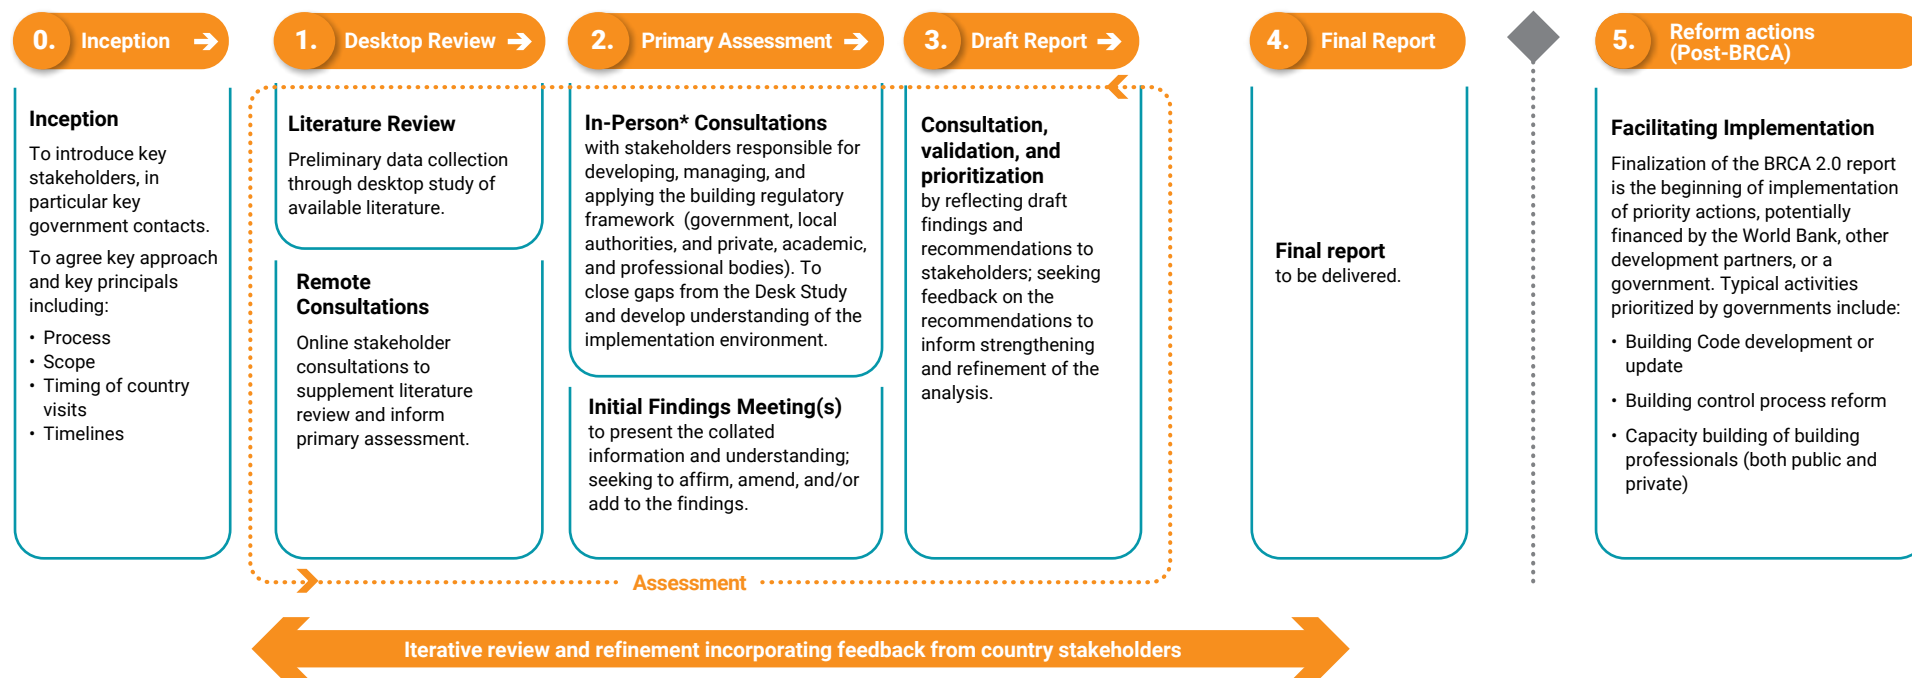 0. Inception
1. Desktop Review
2. Primary Assessment
3. Draft Report
4. Final Report
5. Reform actions
(Post-BRCA)
Inception
To introduce key
stakeholders, in
particular key
government contacts.
To agree key approach
and key principals
including:
• Process
• Scope
• Timing of country
visits
• Timelines
Literature Review
Preliminary data collection
through desktop study of
available literature.
Remote
Consultations
Online stakeholder
consultations to
supplement literature
review and inform
primary assessment.
In-Person* Consultations
with stakeholders responsible for
developing, managing, and
applying the building regulatory
framework (government, local
authorities, and private, academic,
and professional bodies). To
close gaps from the Desk Study
and develop understanding of the
implementation environment.
Initial Findings Meeting(s)
to present the collated
information and understanding;
seeking to affirm, amend, and/or
add to the findings.
Consultation,
validation, and
prioritization
by reflecting draft
findings and
recommendations to
stakeholders; seeking
feedback on the
recommendations to
inform strengthening
and refinement of the
analysis.
Final report
to be delivered.
Facilitating Implementation
Finalization of the BRCA 2.0 report
is the beginning of implementation
of priority actions, potentially
financed by the World Bank, other
development partners, or a
government. Typical activities
prioritized by governments include:
• Building Code development or
update
• Building control process reform
• Capacity building of building
professionals (both public and
private)
Assessment
Iterative review and refinement incorporating feedback from country stakeholders